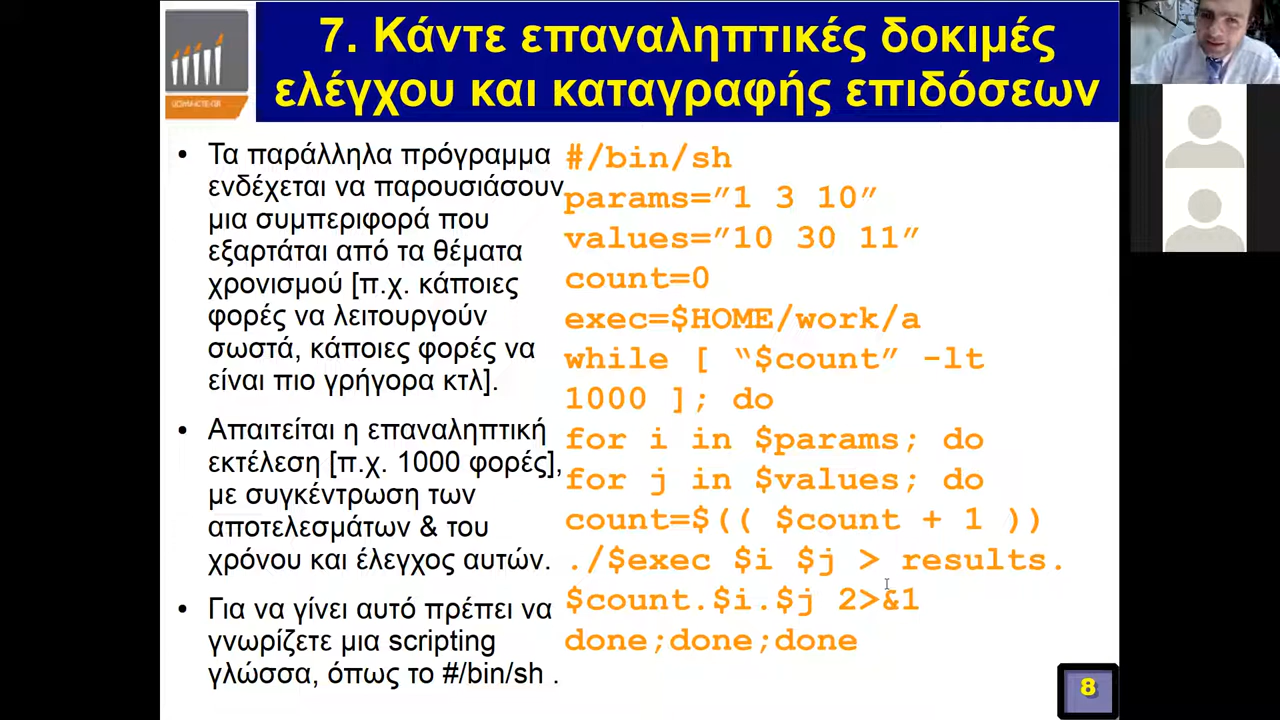 7. Κάντε επαναληπτικές δοκιμές
ελέγχου και καταγραφής επιδόσεων
• Τα παράλληλα πρόγραμμα
ενδέχεται να παρουσιάσουν
μια συμπεριφορά που
εξαρτάται από τα θέματα
χρονισμού [π.χ. κάποιες
φορές να λειτουργούν
σωστά, κάποιες φορές να
είναι πιο γρήγορα κτλ].
• Απαιτείται η επαναληπτική
εκτέλεση [π.χ. 1000 φορές],
με συγκέντρωση των
αποτελεσμάτων & του
χρόνου και έλεγχος αυτών.
• Για να γίνει αυτό πρέπει να
γνωρίζετε μια scripting
γλώσσα, όπως το #/bin/sh .
#/bin/sh
params=”1 3 10”
values=”10 30 11”
count=0
exec=$HOME/work/a
while [ “$count” -lt
1000 ]; do
for i in $params; do
for j in $values; do
count=$(( $count + 1 ))
./$exec $i $j > results.
$count.$i.$j 2>&1
done;done;done
8